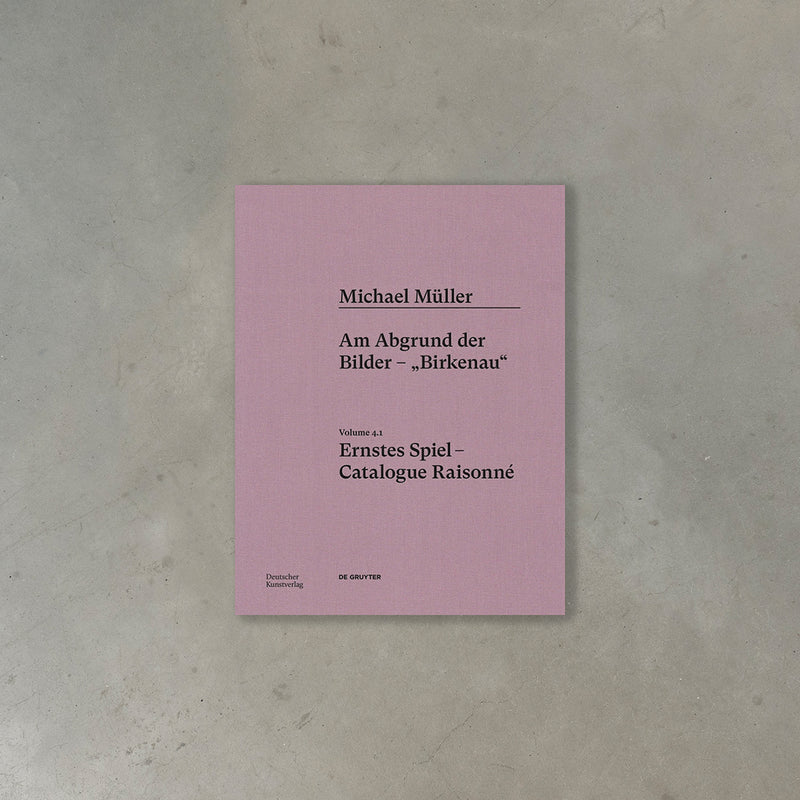 Michael Müller
Am Abgrund der
Bilder – „Birkenau“
Volume 4.1
Ernstes Spiel –
Catalogue Raisonné
Deutscher
Kunstverlag
DE GRUYTER